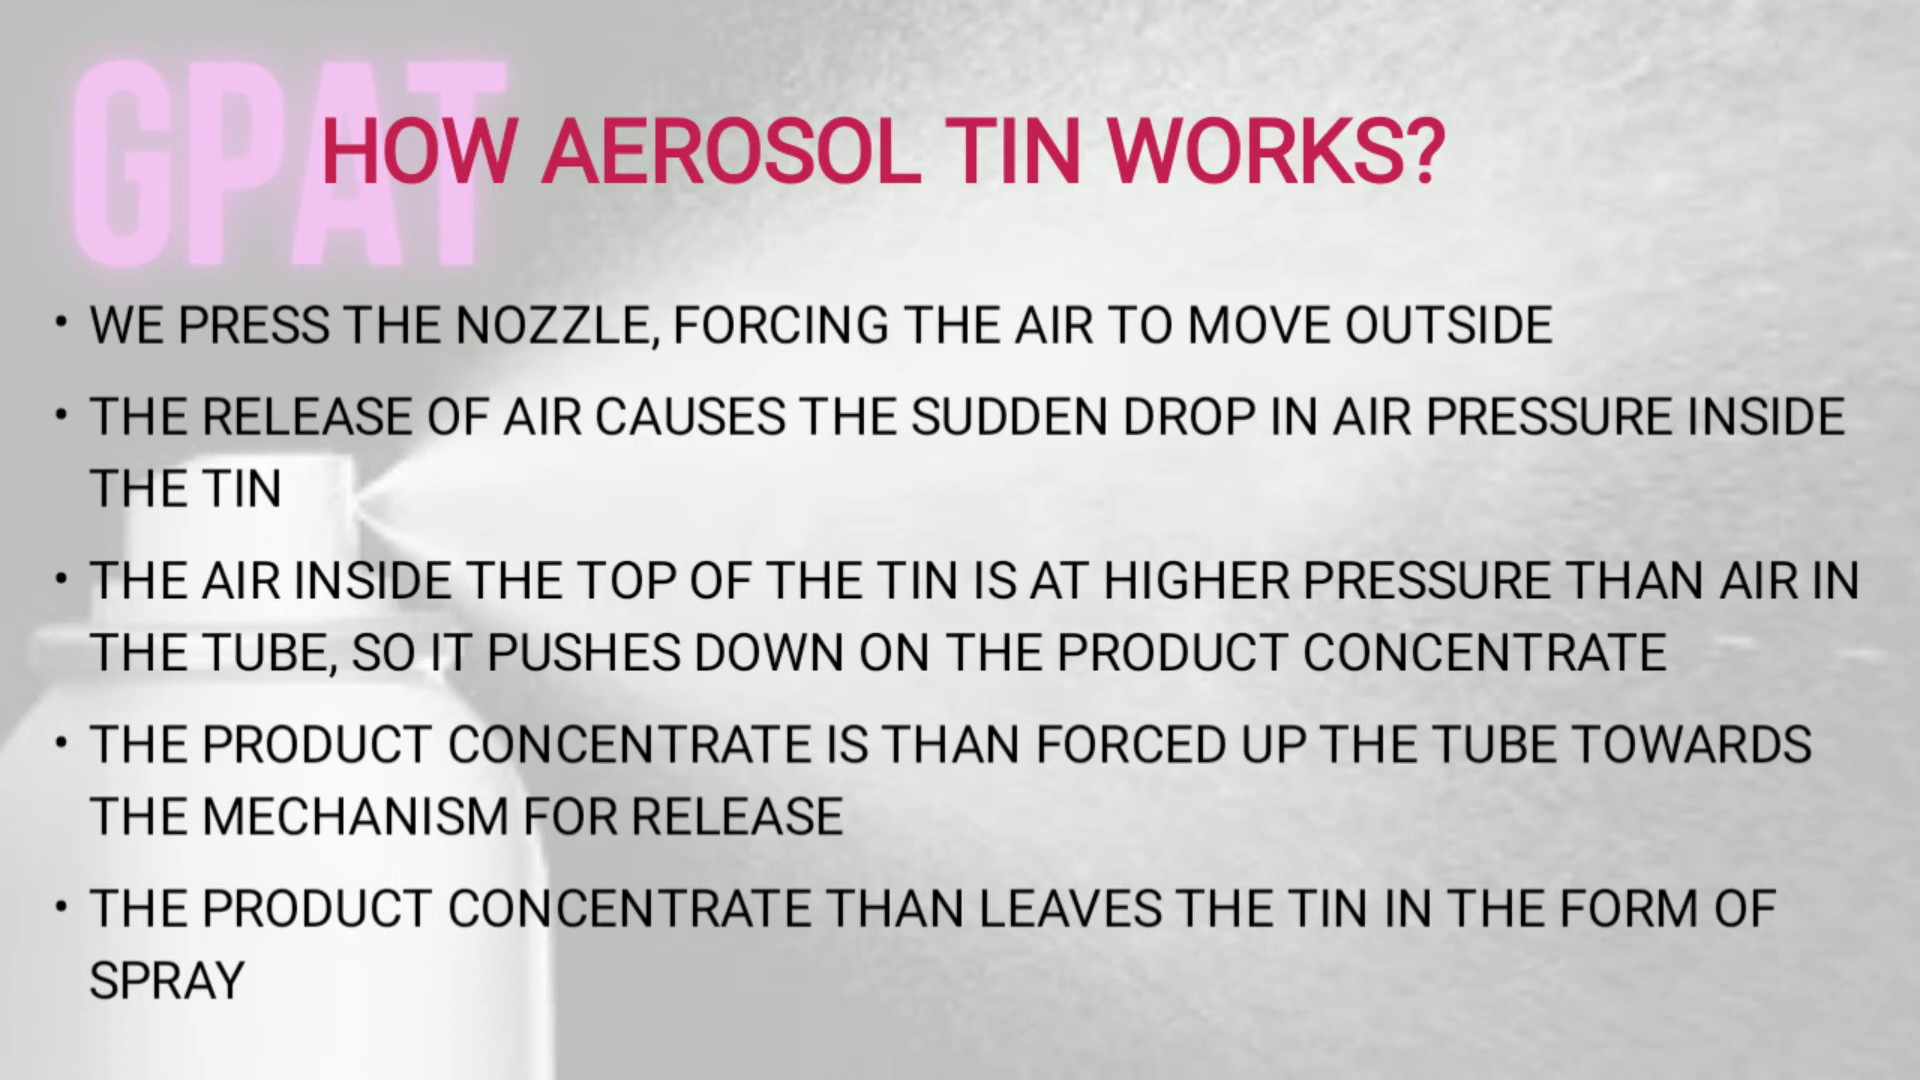 GPAT
HOW AEROSOL TIN WORKS?
• WE PRESS THE NOZZLE, FORCING THE AIR TO MOVE OUTSIDE
• THE RELEASE OF AIR CAUSES THE SUDDEN DROP IN AIR PRESSURE INSIDE
THE TIN
• THE AIR INSIDE THE TOP OF THE TIN IS AT HIGHER PRESSURE THAN AIR IN
THE TUBE, SO IT PUSHES DOWN ON THE PRODUCT CONCENTRATE
• THE PRODUCT CONCENTRATE IS THAN FORCED UP THE TUBE TOWARDS
THE MECHANISM FOR RELEASE
• THE PRODUCT CONCENTRATE THAN LEAVES THE TIN IN THE FORM OF
SPRAY